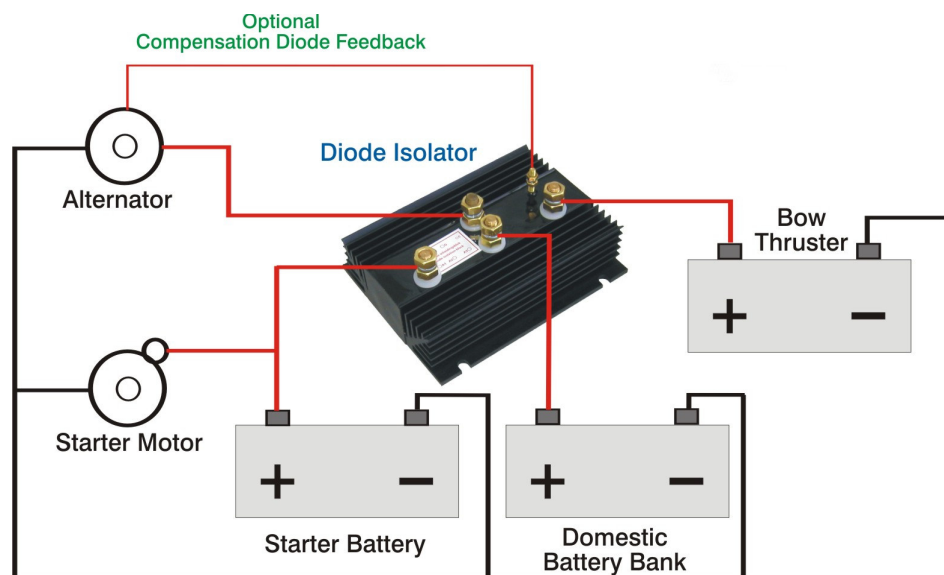 Optional
Compensation Diode Feedback
Diode Isolator
Alternator
Bow
Thruster
+ −
Starter Motor
+ −
+ −
Starter Battery
Domestic
Battery Bank